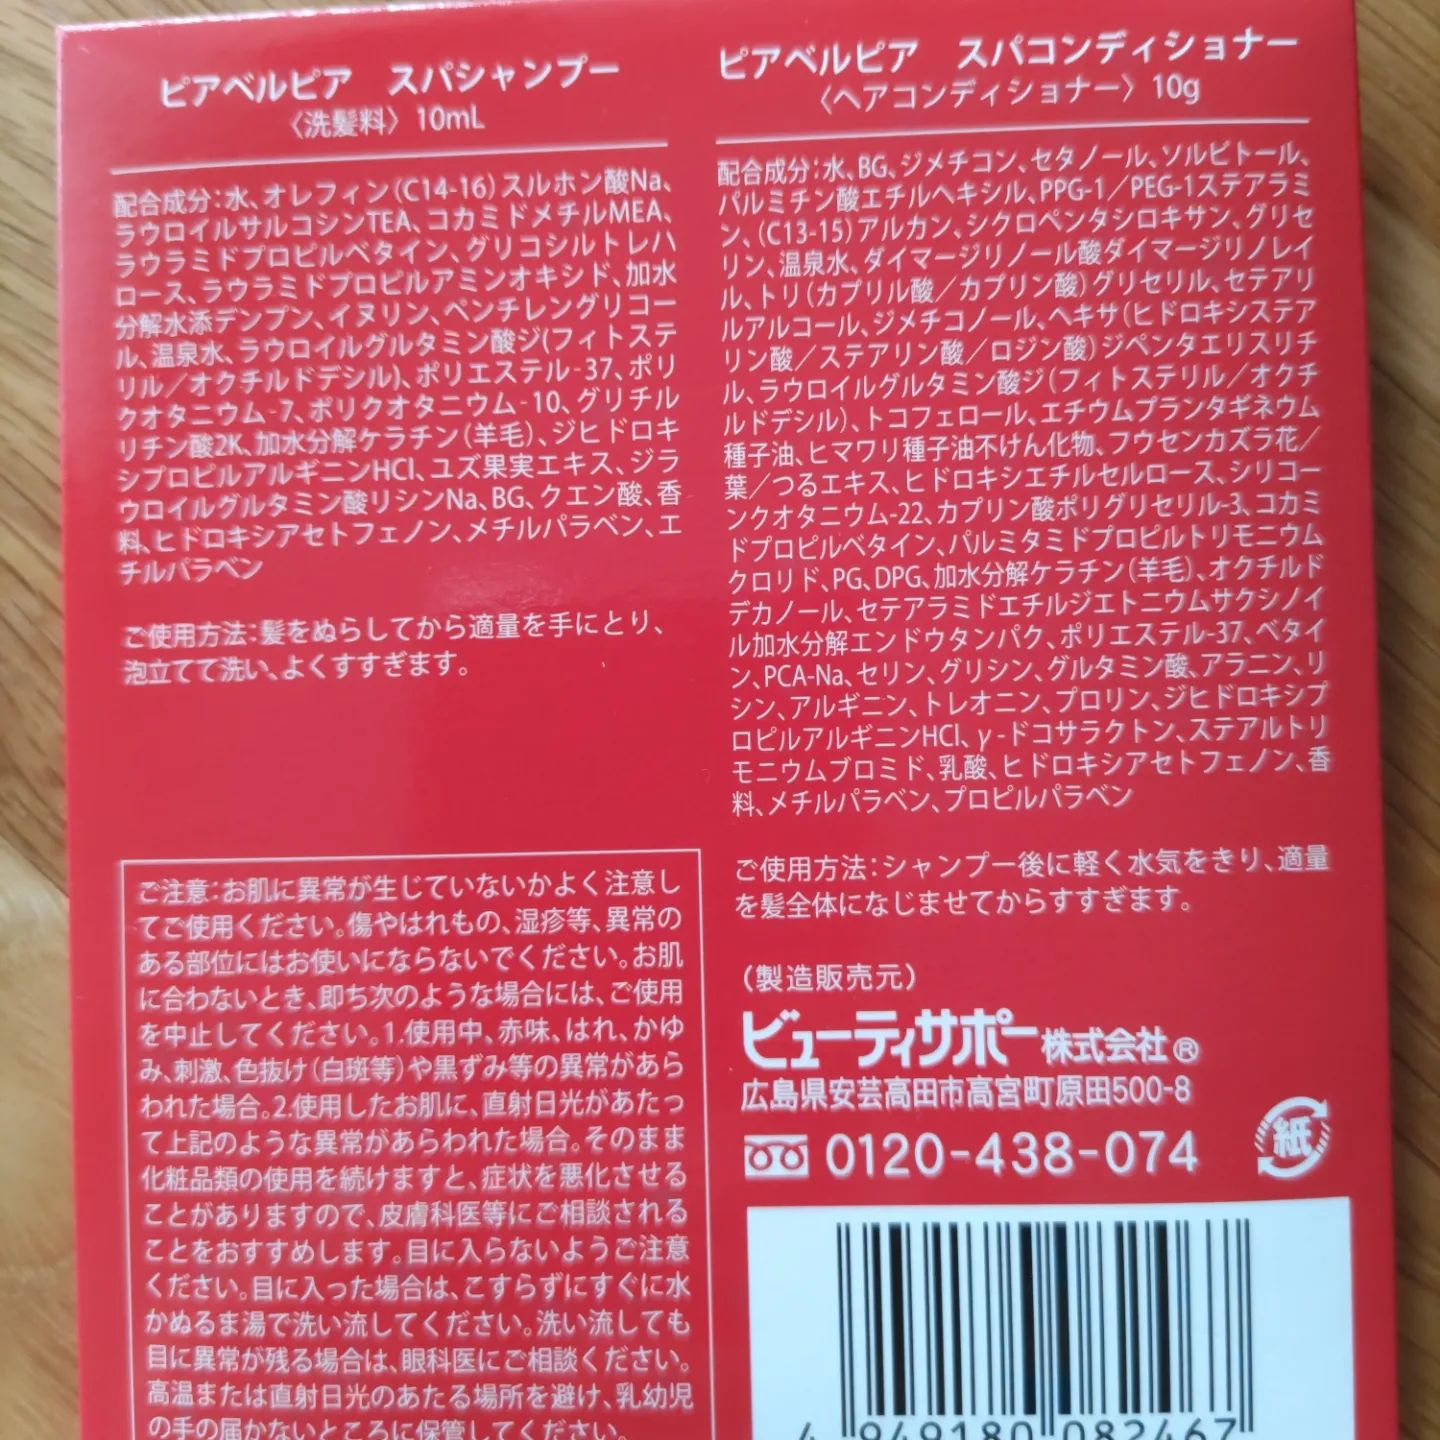 ピアベルピア　スパシャンプー
〈洗髪料〉10mL
配合成分：水、オレフィン（C14-16）スルホン酸Na、
ラウロイルサルコシンTEA、コカミドメチルMEA、
ラウラミドプロピルベタイン、グリコシルトレハ
ロース、ラウラミドプロピルアミンオキシド、加水
分解水添デンプン、イヌリン、ペンチレングリコー
ル、温泉水、ラウロイルグルタミン酸ジ（フィトステ
リル／オクチルドデシル）、ポリエステル-37、ポリ
クオタニウム-7、ポリクオタニウム-10、グリチル
リチン酸2K、加水分解ケラチン（羊毛）、ジヒドロキ
シプロピルアルギニンHCl、ユズ果実エキス、ジラ
ウロイルグルタミン酸リシンNa、BG、クエン酸、香
料、ヒドロキシアセトフェノン、メチルパラベン、エ
チルパラベン
ご使用方法：髪をぬらしてから適量を手にとり、
泡立てて洗い、よくすすぎます。
ご注意：お肌に異常が生じていないかよく注意し
てご使用ください。傷やはれもの、湿疹等、異常の
ある部位にはお使いにならないでください。お肌
に合わないとき、即ち次のような場合には、ご使用
を中止してください。1.使用中、赤味、はれ、かゆ
み、刺激、色抜け（白斑等）や黒ずみ等の異常があら
われた場合。2.使用したお肌に、直射日光があたっ
て上記のような異常があらわれた場合。そのまま
化粧品類の使用を続けますと、症状を悪化させる
ことがありますので、皮膚科医等にご相談される
ことをおすすめします。目に入らないようご注意
ください。目に入った場合は、こすらずにすぐに水
かぬるま湯で洗い流してください。洗い流しても
目に異常が残る場合は、眼科医にご相談ください。
高温または直射日光のあたる場所を避け、乳幼児
の手の届かないところに保管してください。
ピアベルピア　スパコンディショナー
〈ヘアコンディショナー〉10g
配合成分：水、BG、ジメチコン、セタノール、ソルビトール、
パルミチン酸エチルヘキシル、PPG-1／PEG-1ステアラミ
ン、（C13-15）アルカン、シクロペンタシロキサン、グリセ
リン、温泉水、ダイマージリノール酸ダイマージリノレイ
ル、トリ（カプリル酸／カプリン酸）グリセリル、セテアリ
ルアルコール、ジメチコノール、ヘキサ（ヒドロキシステア
リン酸／ステアリン酸／ロジン酸）ジペンタエリスリチ
ル、ラウロイルグルタミン酸ジ（フィトステリル／オクチ
ルドデシル）、トコフェロール、エチウムプランタギネウム
種子油、ヒマワリ種子油不けん化物、フウセンカズラ花／
葉／つるエキス、ヒドロキシエチルセルロース、シリコー
ンクオタニウム-22、カプリン酸ポリグリセリル-3、コカミ
ドプロピルベタイン、パルミタミドプロピルトリモニウム
クロリド、PG、DPG、加水分解ケラチン（羊毛）、オクチルド
デカノール、セテアラミドエチルジエトニウムサクシノイ
ル加水分解エンドウタンパク、ポリエステル-37、ベタイ
ン、PCA-Na、セリン、グリシン、グルタミン酸、アラニン、リ
シン、アルギニン、トレオニン、プロリン、ジヒドロキシプ
ロピルアルギニンHCl、γ-ドコサラクトン、ステアルトリ
モニウムブロミド、乳酸、ヒドロキシアセトフェノン、香
料、メチルパラベン、プロピルパラベン
ご使用方法：シャンプー後に軽く水気をきり、適量
を髪全体になじませてからすすぎます。
（製造販売元）
ビューティサポー株式会社®
広島県安芸高田市高宮町原田500-8
0120-438-074
紙
4 949180 082467